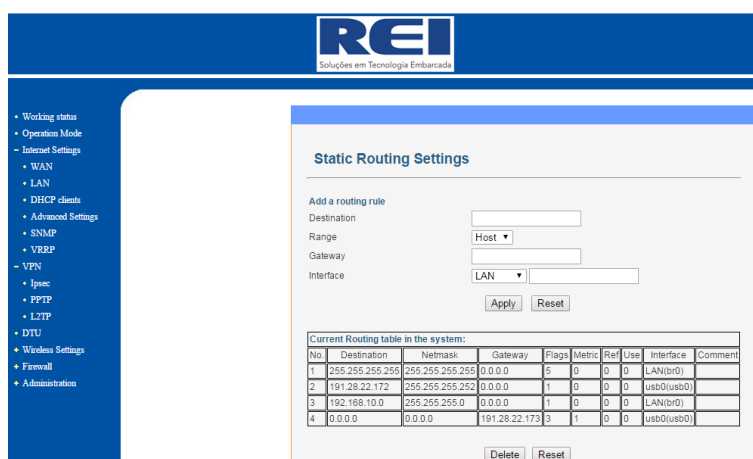 REI
Soluções em Tecnologia Embarcada
Working status
Operation Mode
Internet Settings
WAN
LAN
DHCP clients
Advanced Settings
SNMP
VRRP
VPN
Ipsec
PPTP
L2TP
DTU
Wireless Settings
Firewall
Administration
Static Routing Settings
Add a routing rule
Destination
Range Host
Gateway
Interface LAN
Apply Reset
Current Routing table in the system:
No. Destination Netmask Gateway Flags Metric Ref Use Interface Comment
1 255.255.255.255 255.255.255.255 0.0.0.0 5 0 0 0 LAN(br0)
2 191.28.22.172 255.255.255.252 0.0.0.0 1 0 0 0 usb0(usb0)
3 192.168.10.0 255.255.255.0 0.0.0.0 1 0 0 0 LAN(br0)
4 0.0.0.0 0.0.0.0 191.28.22.173 3 1 0 0 usb0(usb0)
Delete Reset